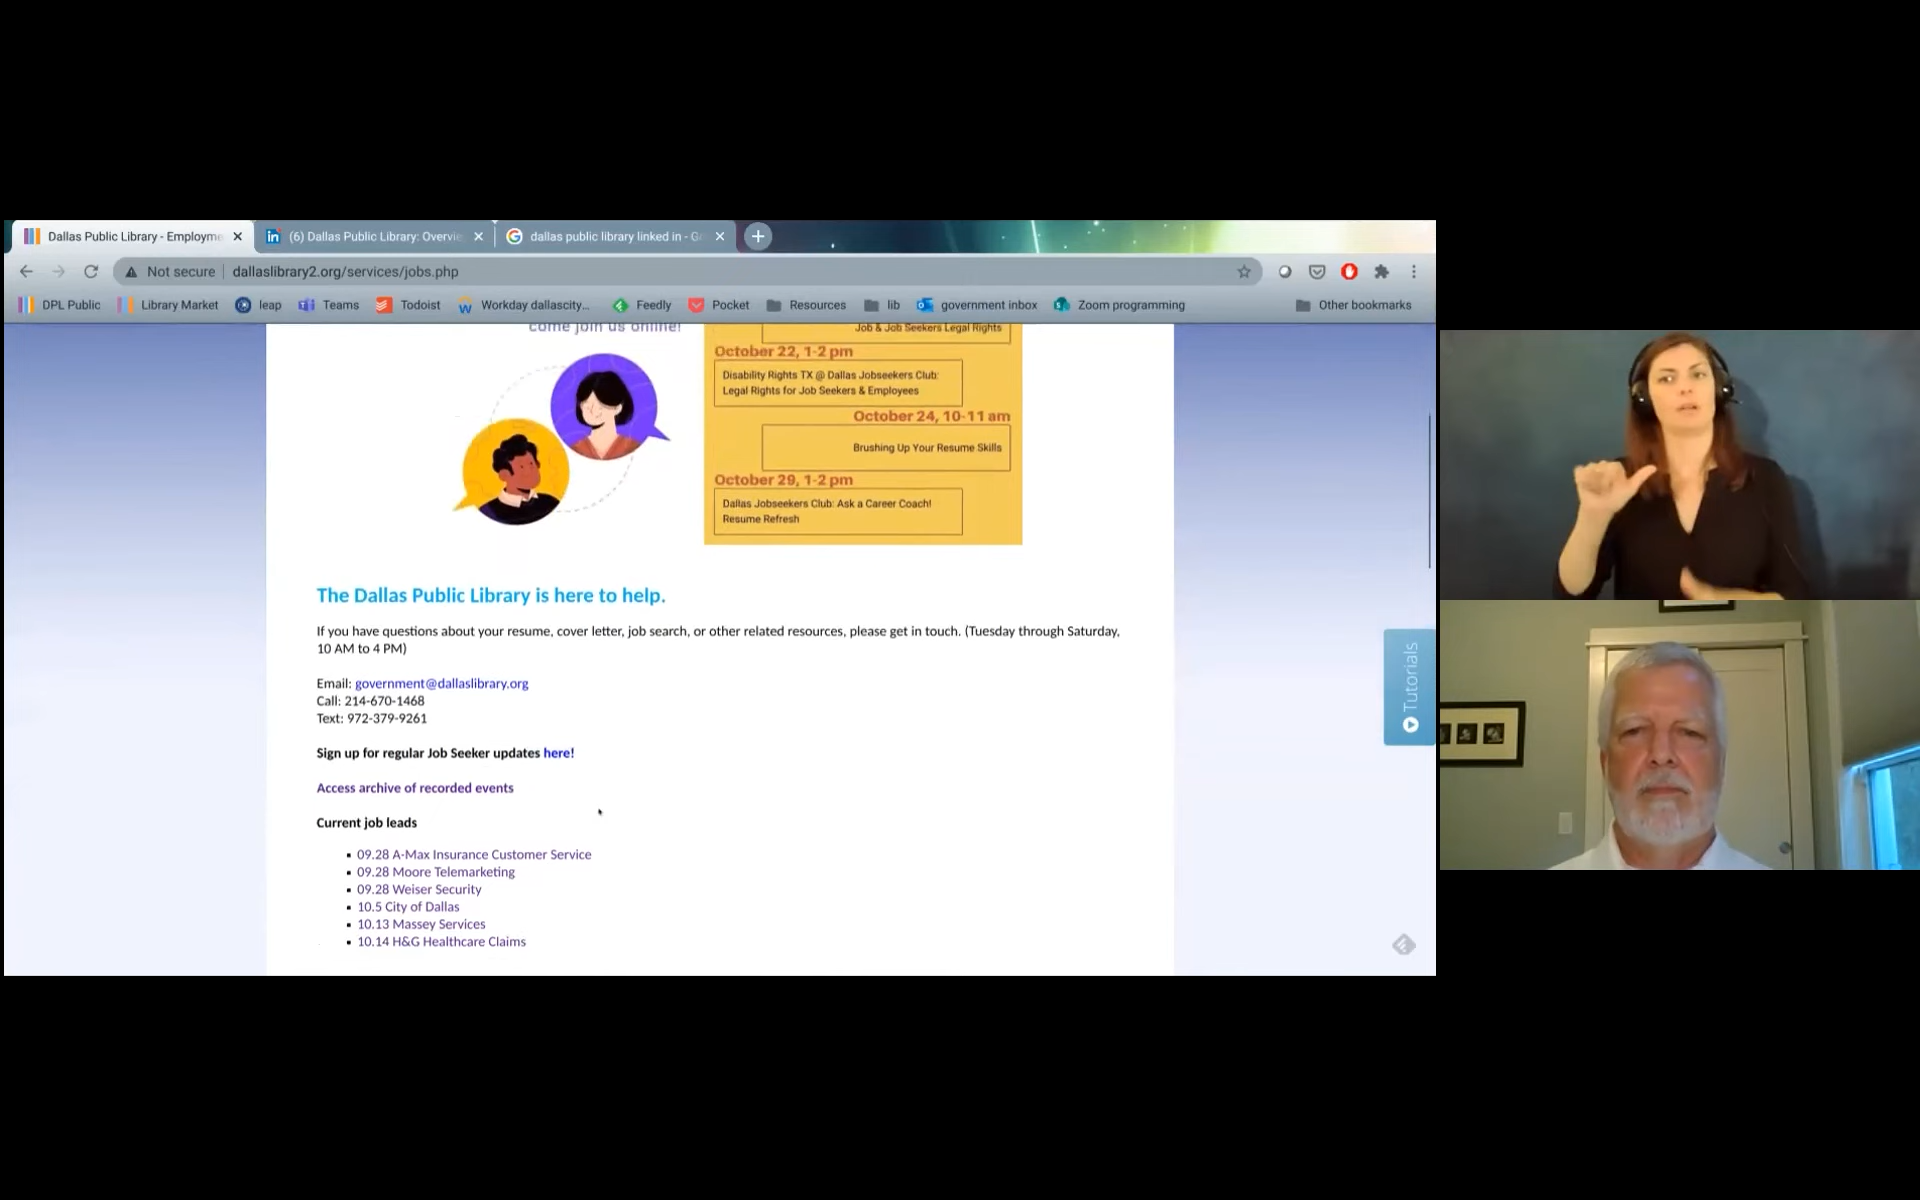 Dallas Public Library - Employme
(6) Dallas Public Library: Overvie
dallas public library linked in - Go
Not secure
dallaslibrary2.org/services/jobs.php
DPL Public
Library Market
leap
Teams
Todoist
Workday dallascity...
Feedly
Pocket
Resources
lib
government inbox
Zoom programming
Other bookmarks
come join us online!
Job & Job Seekers Legal Rights
October 22, 1-2 pm
Disability Rights TX @ Dallas Jobseekers Club:
Legal Rights for Job Seekers & Employees
October 24, 10-11 am
Brushing Up Your Resume Skills
October 29, 1-2 pm
Dallas Jobseekers Club: Ask a Career Coach!
Resume Refresh
The Dallas Public Library is here to help.
If you have questions about your resume, cover letter, job search, or other related resources, please get in touch. (Tuesday through Saturday,
10 AM to 4 PM)
Email: government@dallaslibrary.org
Call: 214-670-1468
Text: 972-379-9261
Sign up for regular Job Seeker updates here!
Access archive of recorded events
Current job leads
09.28 A-Max Insurance Customer Service
09.28 Moore Telemarketing
09.28 Weiser Security
10.5 City of Dallas
10.13 Massey Services
10.14 H&G Healthcare Claims
Tutorials